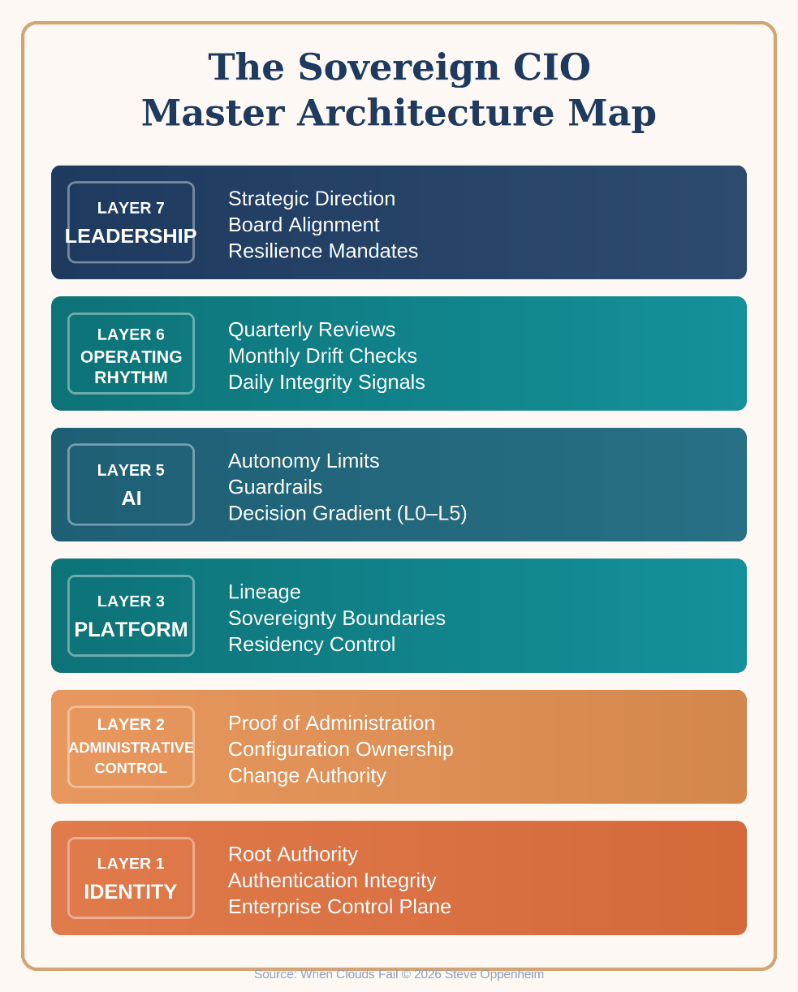 The Sovereign CIO
Master Architecture Map
LAYER 7
LEADERSHIP
Strategic Direction
Board Alignment
Resilience Mandates
LAYER 6
OPERATING
RHYTHM
Quarterly Reviews
Monthly Drift Checks
Daily Integrity Signals
LAYER 5
AI
Autonomy Limits
Guardrails
Decision Gradient (L0–L5)
LAYER 3
PLATFORM
Lineage
Sovereignty Boundaries
Residency Control
LAYER 2
ADMINISTRATIVE
CONTROL
Proof of Administration
Configuration Ownership
Change Authority
LAYER 1
IDENTITY
Root Authority
Authentication Integrity
Enterprise Control Plane
Source: When Clouds Fail © 2026 Steve Oppenheim